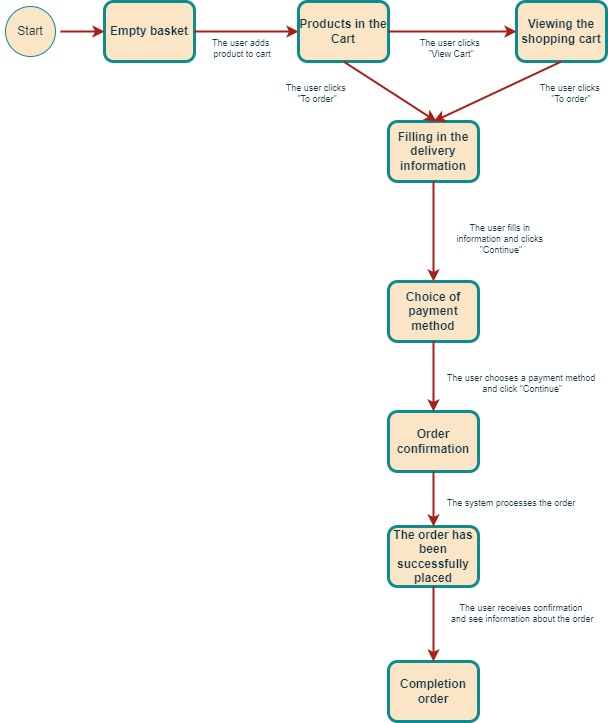 Start
Empty basket
The user adds
product to cart
Products in the
Cart
The user clicks
"View Cart"
Viewing the
shopping cart
The user clicks
"To order"
The user clicks
"To order"
Filling in the
delivery
information
The user fills in
information and clicks
"Continue"
Choice of
payment
method
The user chooses a payment method
and click "Continue"
Order
confirmation
The system processes the order
The order has
been
successfully
placed
The user receives confirmation
and see information about the order
Completion
order